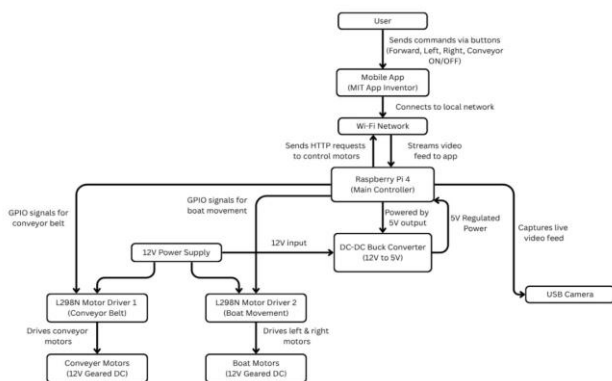 User
Sends commands via buttons
(Forward, Left, Right, Conveyor
ON/OFF)
Mobile App
(MIT App Inventor)
Connects to local network
Wi-Fi Network
Sends HTTP requests
to control motors
Streams video
feed to app
Raspberry Pi 4
(Main Controller)
GPIO signals for
conveyor belt
GPIO signals for
boat movement
Powered by
5V output
5V Regulated
Power
Captures live
video feed
12V Power Supply
12V input
DC-DC Buck Converter
(12V to 5V)
USB Camera
L298N Motor Driver 1
(Conveyor Belt)
L298N Motor Driver 2
(Boat Movement)
Drives conveyor
motors
Drives left & right
motors
Conveyer Motors
(12V Geared DC)
Boat Motors
(12V Geared DC)